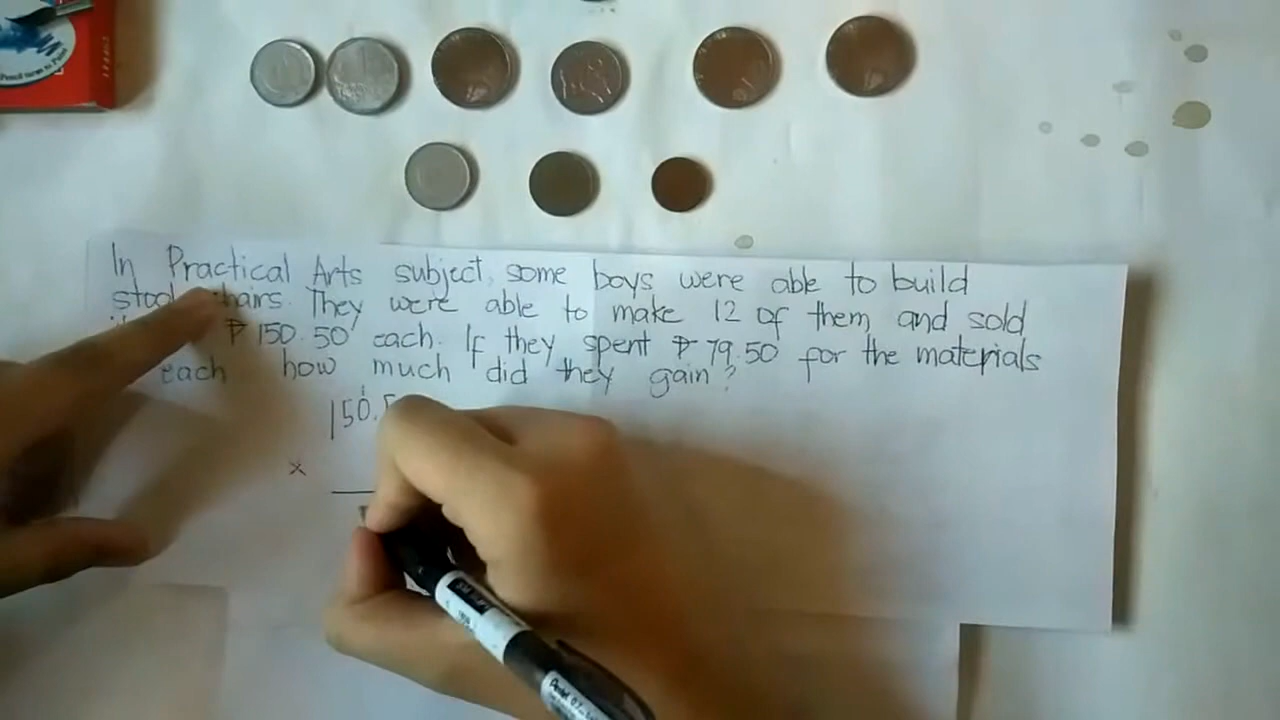 In Practical Arts subject, some boys were able to build
stool chairs. They were able to make 12 of them and sold
₱150.50 each. If they spent ₱79.50 for the materials
each how much did they gain?
150.
×